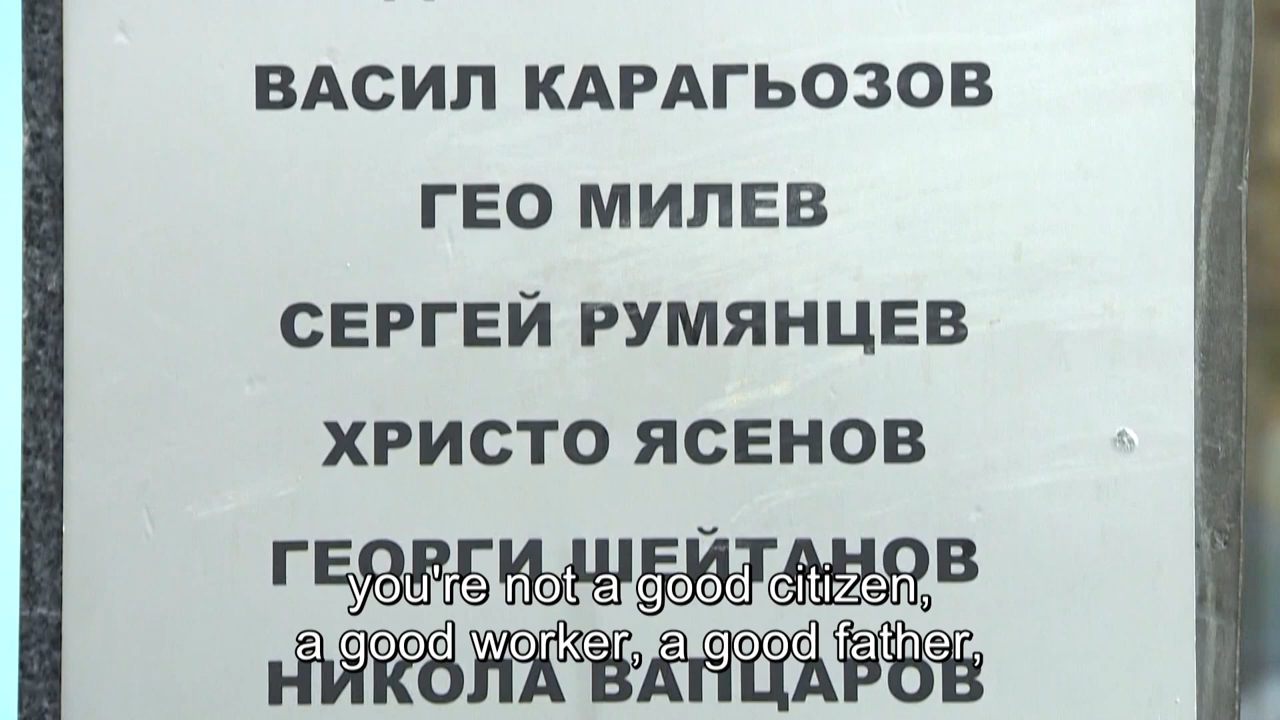 ВАСИЛ КАРАГЬОЗОВ
ГЕО МИЛЕВ
СЕРГЕЙ РУМЯНЦЕВ
ХРИСТО ЯСЕНОВ
ГЕОРГИ ШЕЙТАНОВ
you're not a good citizen,
a good worker, a good father,
НИКОЛА ВАПЦАРОВ